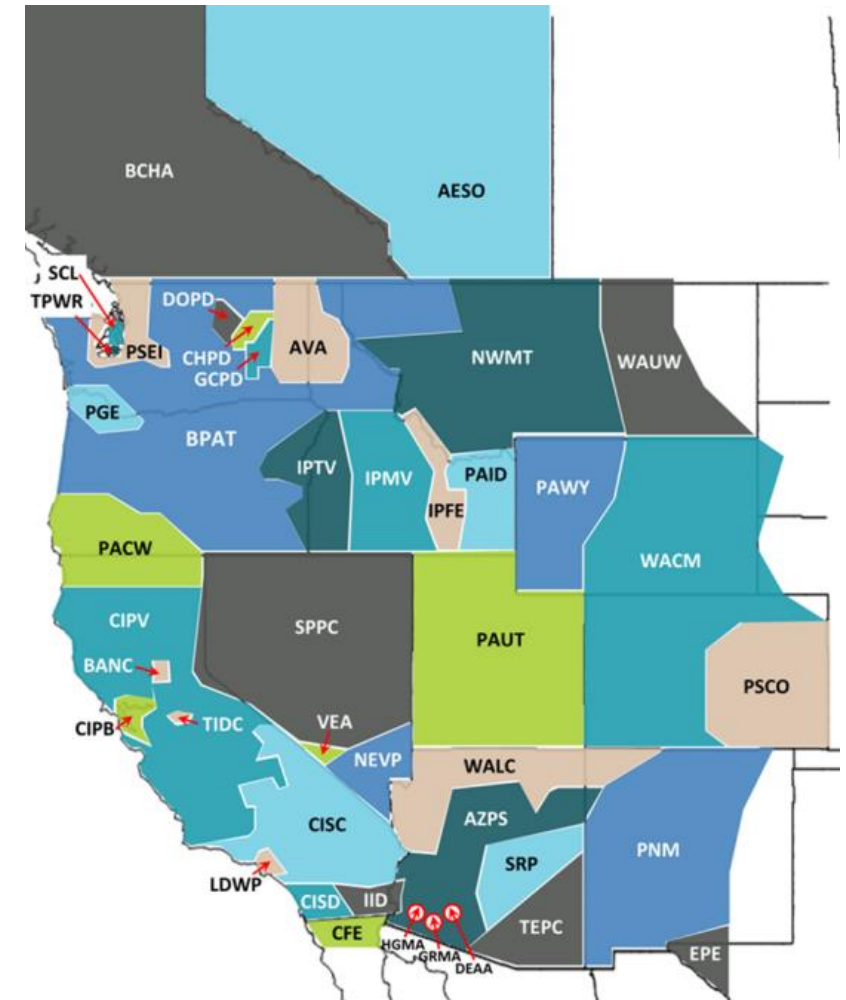 BCHA
AESO
SCL
TPWR
DOPD
PSEI
CHPD
GCPD
AVA
NWMT
WAUW
PGE
BPAT
IPTV
IPMV
IPFE
PAID
PAWY
PACW
WACM
CIPV
SPPC
PAUT
BANC
PSCO
CIPB
TIDC
VEA
NEVP
WALC
CISC
AZPS
SRP
PNM
LDWP
CISD
IID
CFE
HGMA
GRMA
DEAA
TEPC
EPE